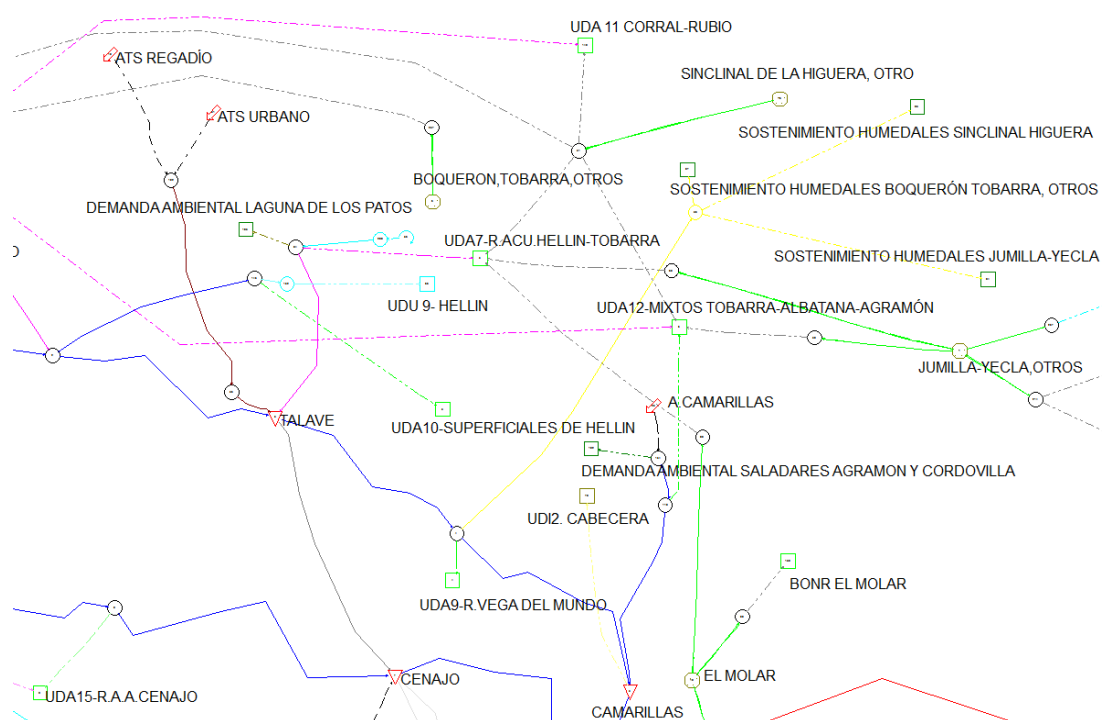 UDA 11 CORRAL-RUBIO
ATS REGADÍO
SINCLINAL DE LA HIGUERA, OTRO
ATS URBANO
SOSTENIMIENTO HUMEDALES SINCLINAL HIGUERA
BOQUERON,TOBARRA,OTROS
SOSTENIMIENTO HUMEDALES BOQUERÓN TOBARRA, OTROS
DEMANDA AMBIENTAL LAGUNA DE LOS PATOS
UDA7-R.ACU.HELLIN-TOBARRA
SOSTENIMIENTO HUMEDALES JUMILLA-YECLA
UDU 9- HELLIN
UDA12-MIXTOS TOBARRA-ALBATANA-AGRAMÓN
JUMILLA-YECLA,OTROS
A.CAMARILLAS
TALAVE
UDA10-SUPERFICIALES DE HELLIN
DEMANDA AMBIENTAL SALADARES AGRAMON Y CORDOVILLA
UDI2. CABECERA
BONR EL MOLAR
UDA9-R.VEGA DEL MUNDO
EL MOLAR
CENAJO
UDA15-R.A.A.CENAJO
CAMARILLAS